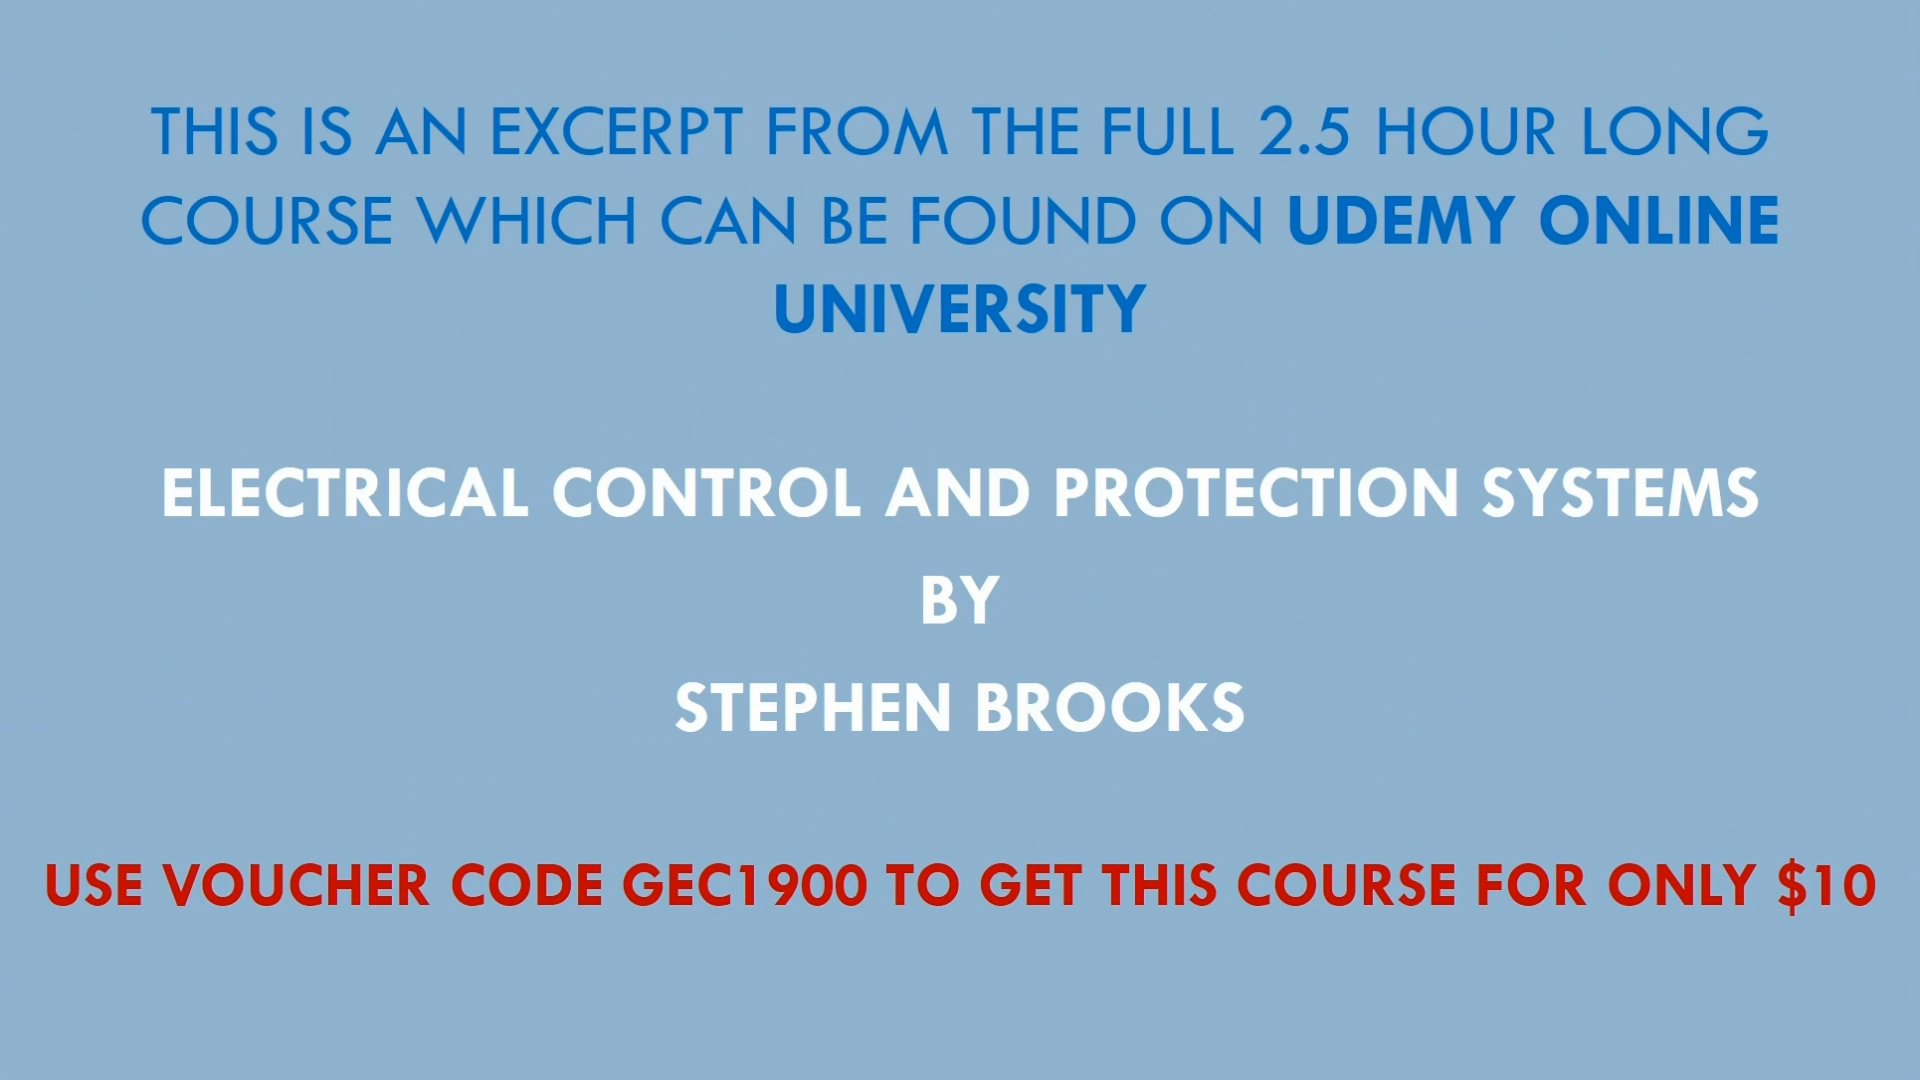 THIS IS AN EXCERPT FROM THE FULL 2.5 HOUR LONG
COURSE WHICH CAN BE FOUND ON UDEMY ONLINE
UNIVERSITY
ELECTRICAL CONTROL AND PROTECTION SYSTEMS
BY
STEPHEN BROOKS
USE VOUCHER CODE GEC1900 TO GET THIS COURSE FOR ONLY $10